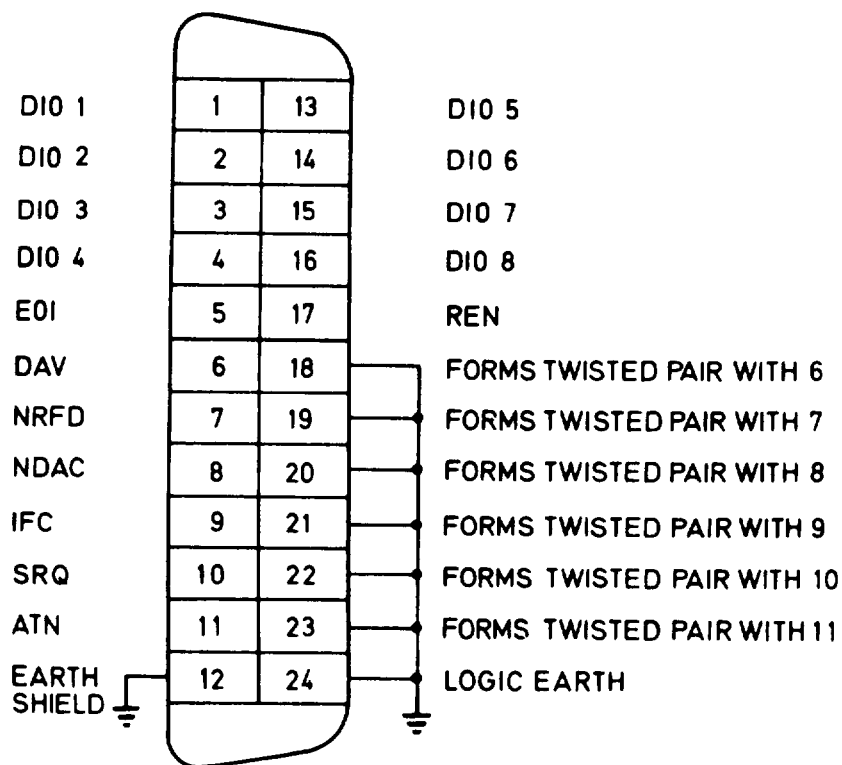 DIO 1 1 13 DIO 5
DIO 2 2 14 DIO 6
DIO 3 3 15 DIO 7
DIO 4 4 16 DIO 8
EOI 5 17 REN
DAV 6 18 FORMS TWISTED PAIR WITH 6
NRFD 7 19 FORMS TWISTED PAIR WITH 7
NDAC 8 20 FORMS TWISTED PAIR WITH 8
IFC 9 21 FORMS TWISTED PAIR WITH 9
SRQ 10 22 FORMS TWISTED PAIR WITH 10
ATN 11 23 FORMS TWISTED PAIR WITH 11
EARTH 12 24 LOGIC EARTH
SHIELD